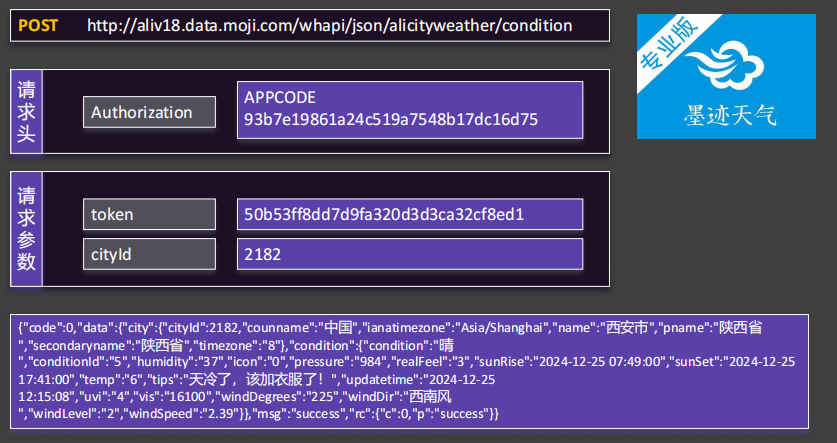 POST http://aliv18.data.moji.com/whapi/json/alicityweather/condition
专业版
墨迹天气
请求头
Authorization
APPCODE
93b7e19861a24c519a7548b17dc16d75
请求参数
token
50b53ff8dd7d9fa320d3d3ca32cf8ed1
cityId
2182
{"code":0,"data":{"city":{"cityId":2182,"counname":"中国","ianatimezone":"Asia/Shanghai","name":"西安市","pname":"陕西省
","secondaryname":"陕西省","timezone":"8"},"condition":{"condition":"晴
","conditionId":"5","humidity":"37","icon":"0","pressure":"984","realFeel":"3","sunRise":"2024-12-25 07:49:00","sunSet":"2024-12-25
17:41:00","temp":"6","tips":"天冷了，该加衣服了！","updatetime":"2024-12-25
12:15:08","uvi":"4","vis":"16100","windDegrees":"225","windDir":"西南风
","windLevel":"2","windSpeed":"2.39"}},"msg":"success","rc":{"c":0,"p":"success"}}